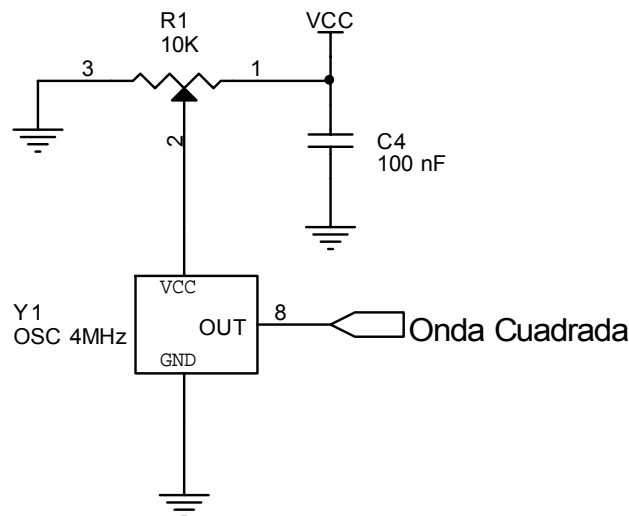 R1
10K
VCC
3
1
2
C4
100 nF
VCC
Y1
OSC 4MHz
OUT
8
Onda Cuadrada
GND